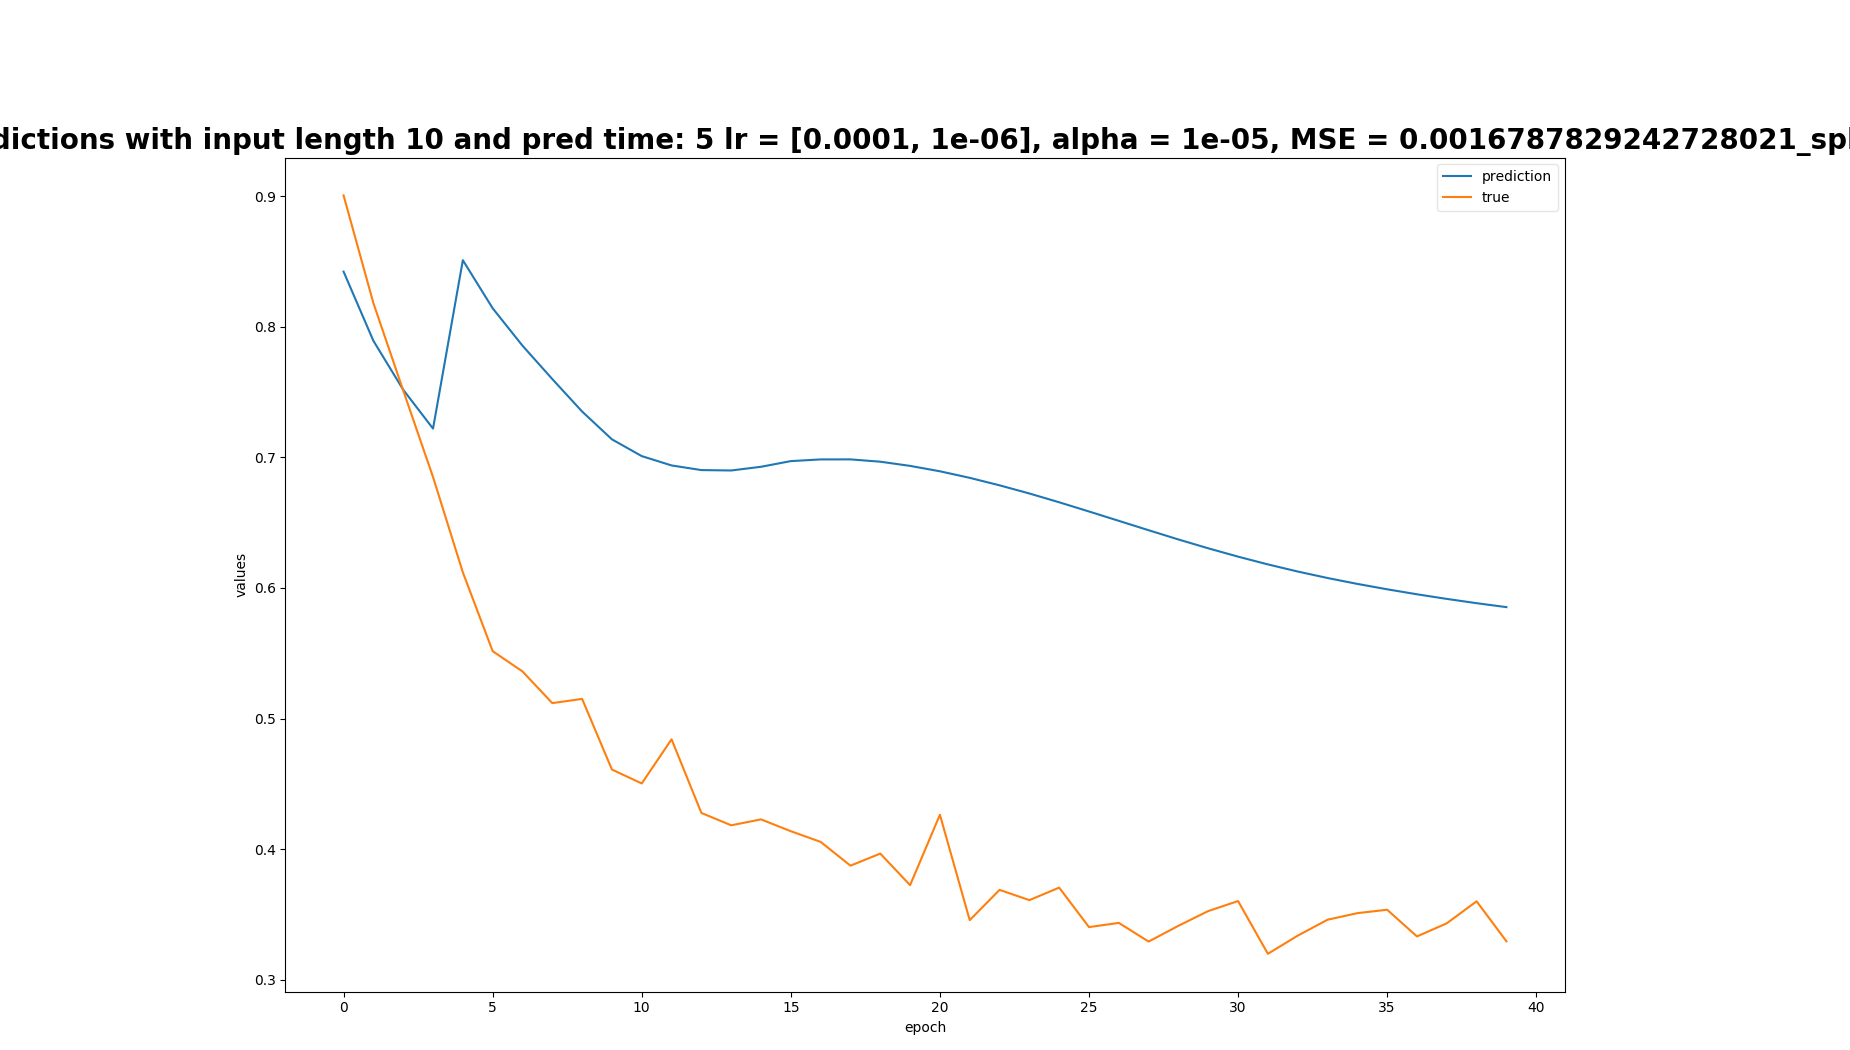 dictions with input length 10 and pred time: 5 lr = [0.0001, 1e-06], alpha = 1e-05, MSE = 0.0016787829242728021_spl
prediction
true
0.9
0.8
0.7
0.6
0.5
0.4
0.3
values
0 5 10 15 20 25 30 35 40
epoch